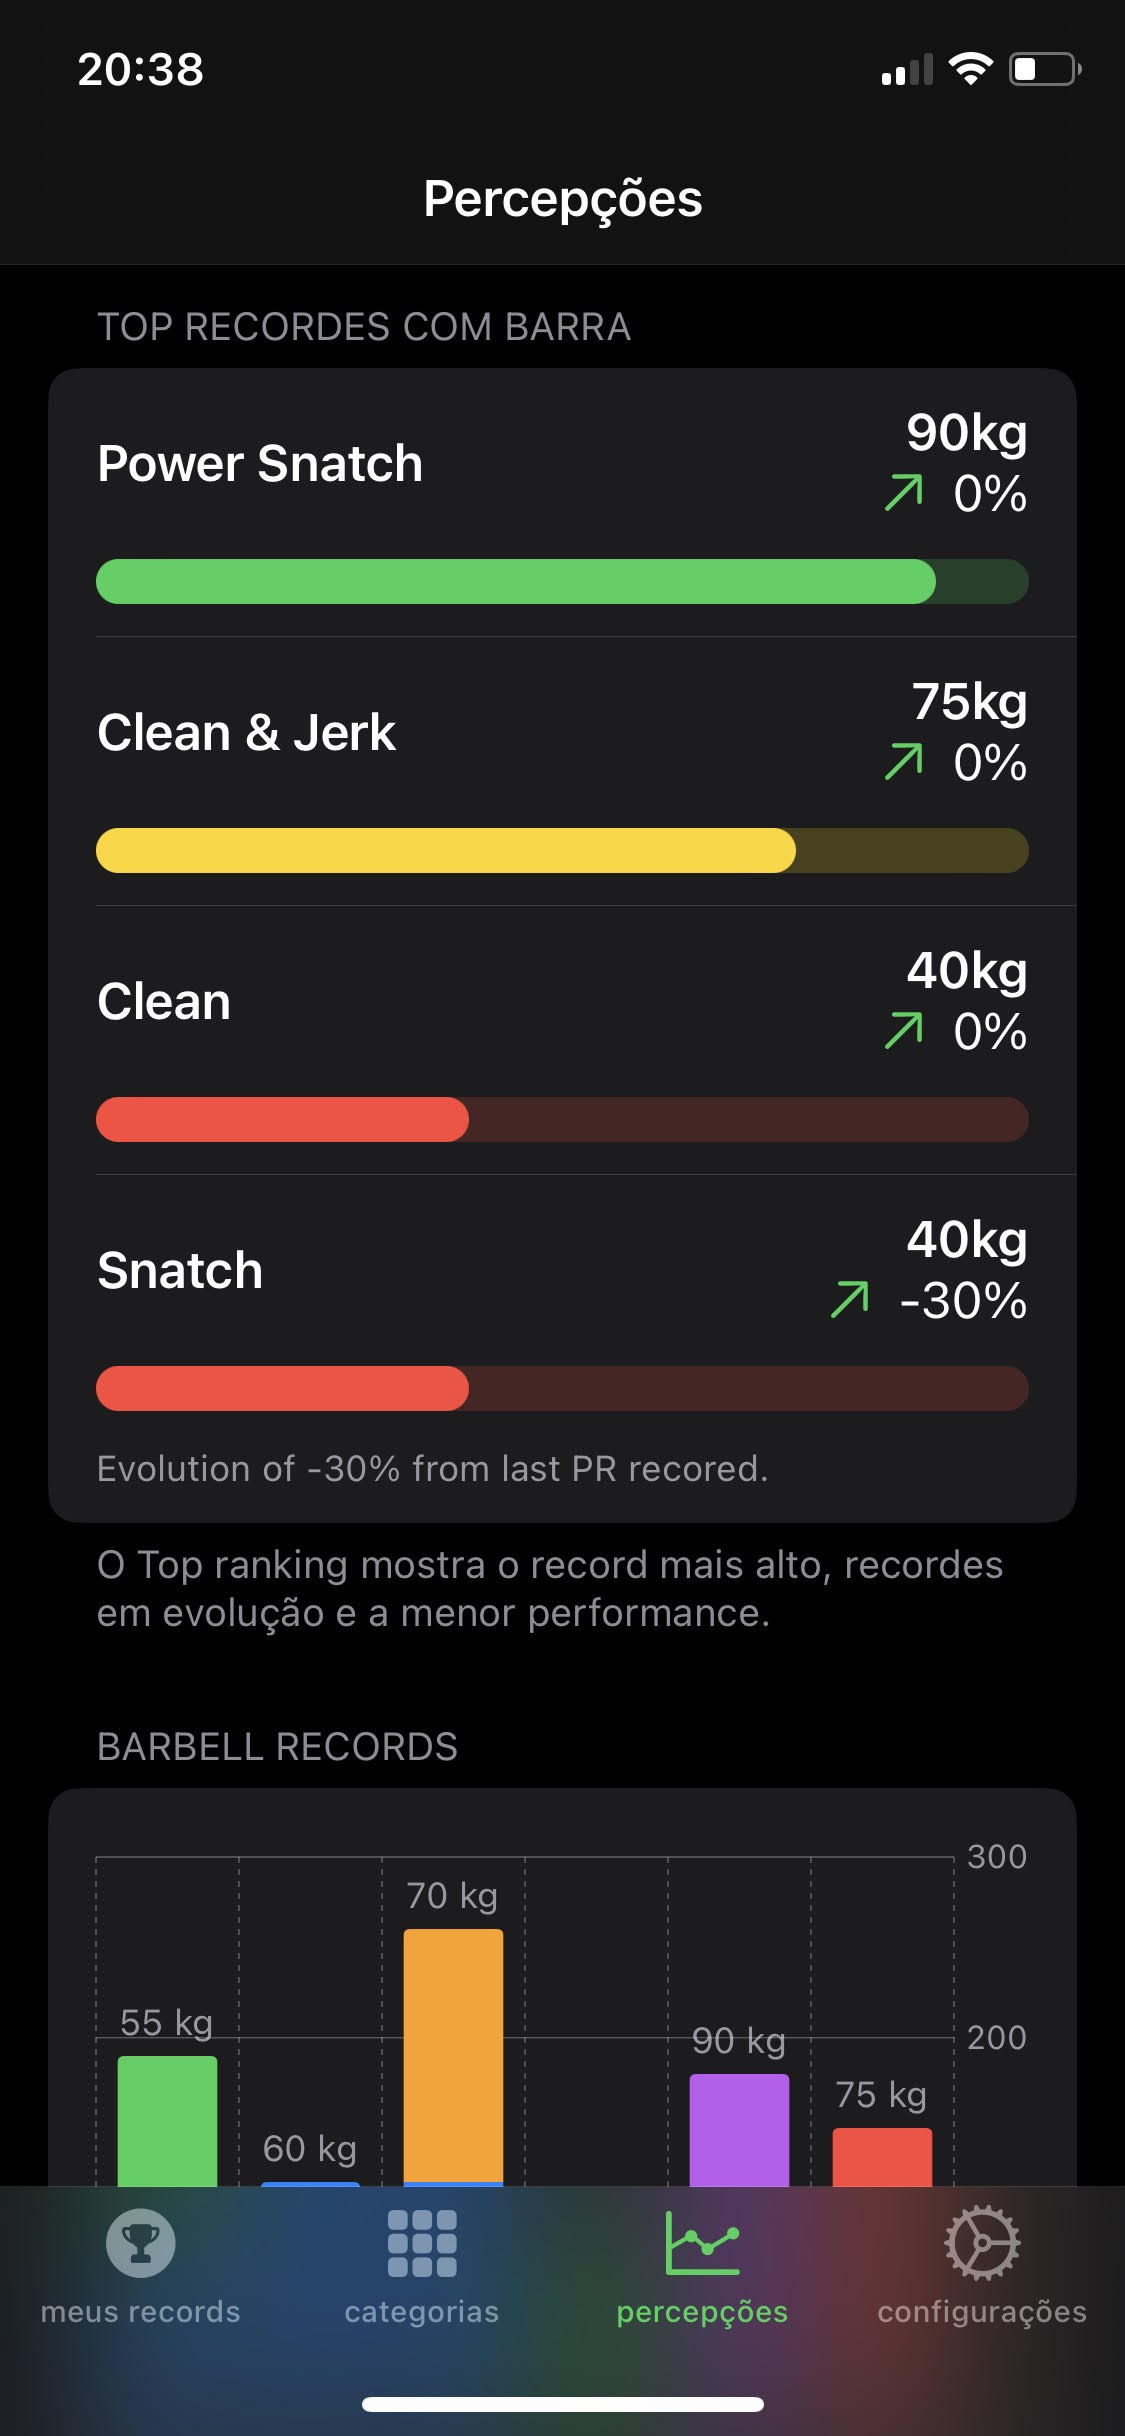 20:38
Percepções
TOP RECORDES COM BARRA
Power Snatch
90kg
0%
Clean & Jerk
75kg
0%
Clean
40kg
0%
Snatch
40kg
-30%
Evolution of -30% from last PR recored.
O Top ranking mostra o record mais alto, recordes
em evolução e a menor performance.
BARBELL RECORDS
300
70 kg
55 kg
200
90 kg
75 kg
60 kg
meus records
categorias
percepções
configurações